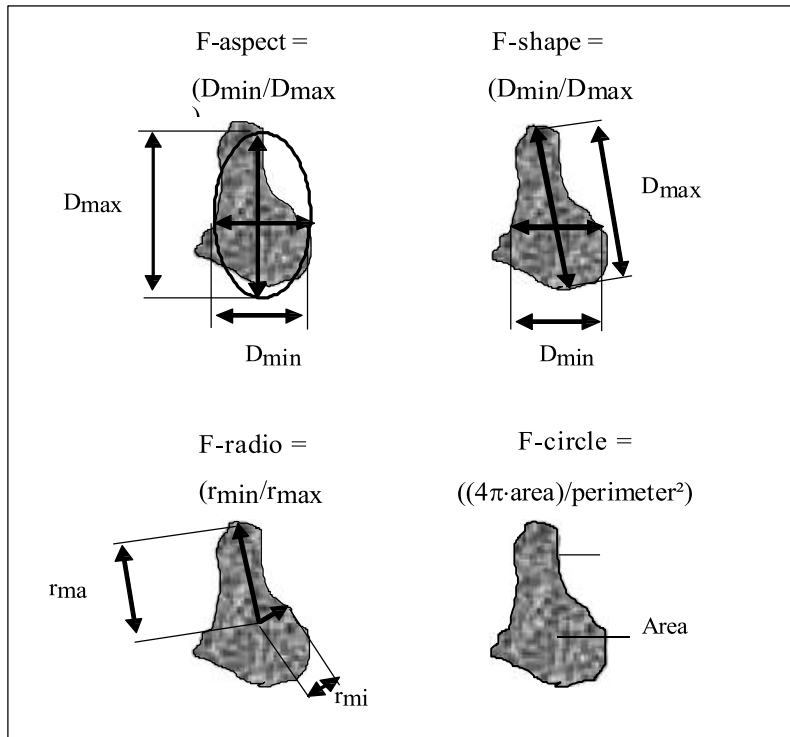 F-aspect =
(Dmin/Dmax
)
Dmax
Dmin
F-shape =
(Dmin/Dmax
Dmax
Dmin
F-radio =
(rmin/rmax
rma
rmi
F-circle =
((4π·area)/perimeter²)
Area